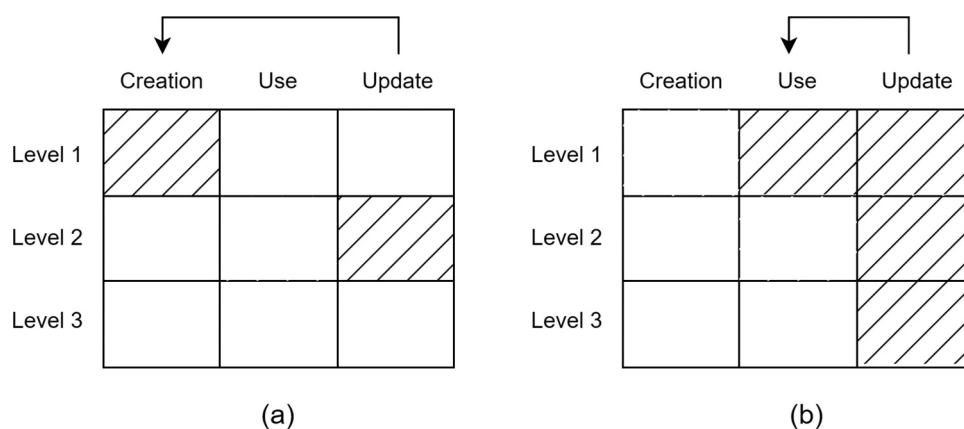 Creation Use Update
Level 1
Level 2
Level 3
(a)
Creation Use Update
Level 1
Level 2
Level 3
(b)